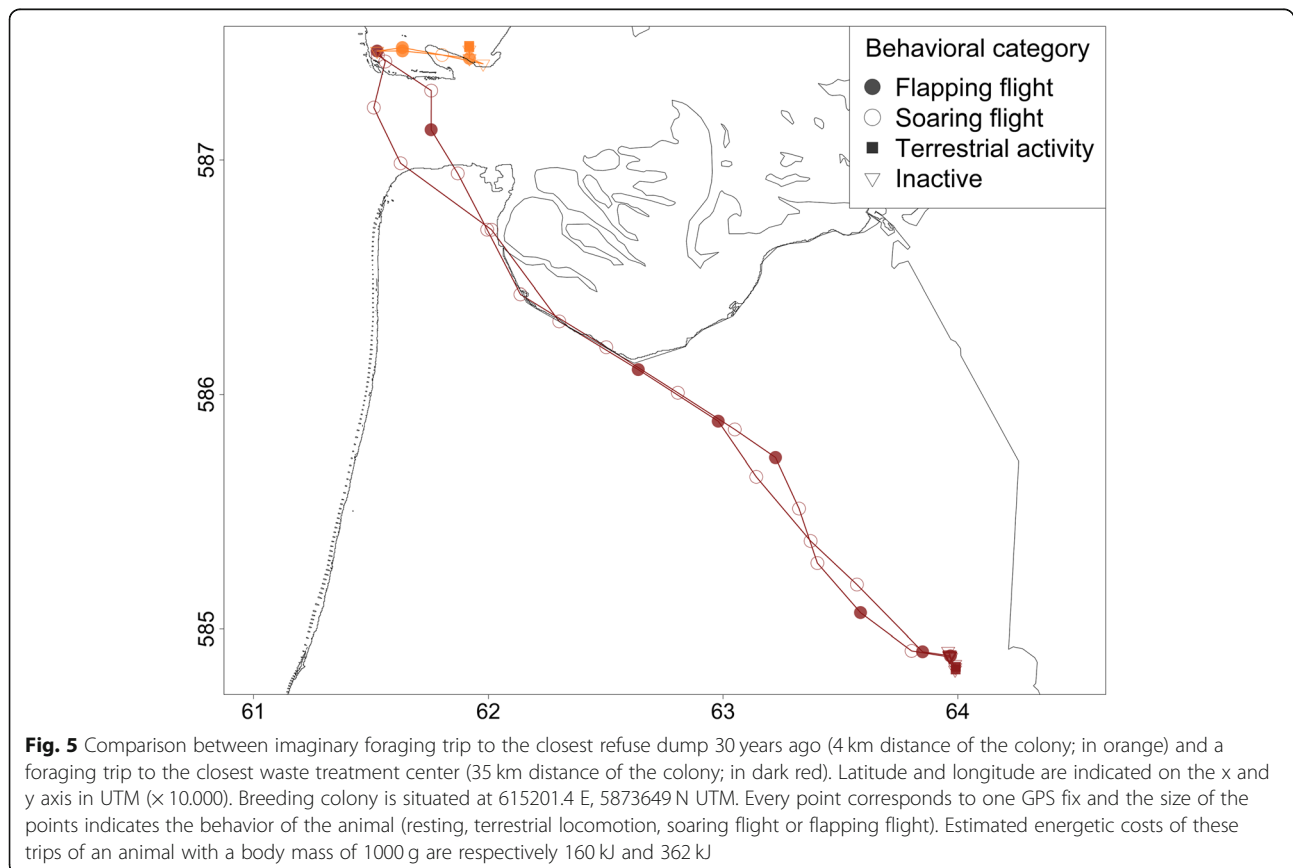 Behavioral category
Flapping flight
Soaring flight
Terrestrial activity
Inactive
587
586
585
61
62
63
64
Fig. 5 Comparison between imaginary foraging trip to the closest refuse dump 30 years ago (4 km distance of the colony; in orange) and a
foraging trip to the closest waste treatment center (35 km distance of the colony; in dark red). Latitude and longitude are indicated on the x and
y axis in UTM (× 10.000). Breeding colony is situated at 615201.4 E, 5873649 N UTM. Every point corresponds to one GPS fix and the size of the
points indicates the behavior of the animal (resting, terrestrial locomotion, soaring flight or flapping flight). Estimated energetic costs of these
trips of an animal with a body mass of 1000 g are respectively 160 kJ and 362 kJ